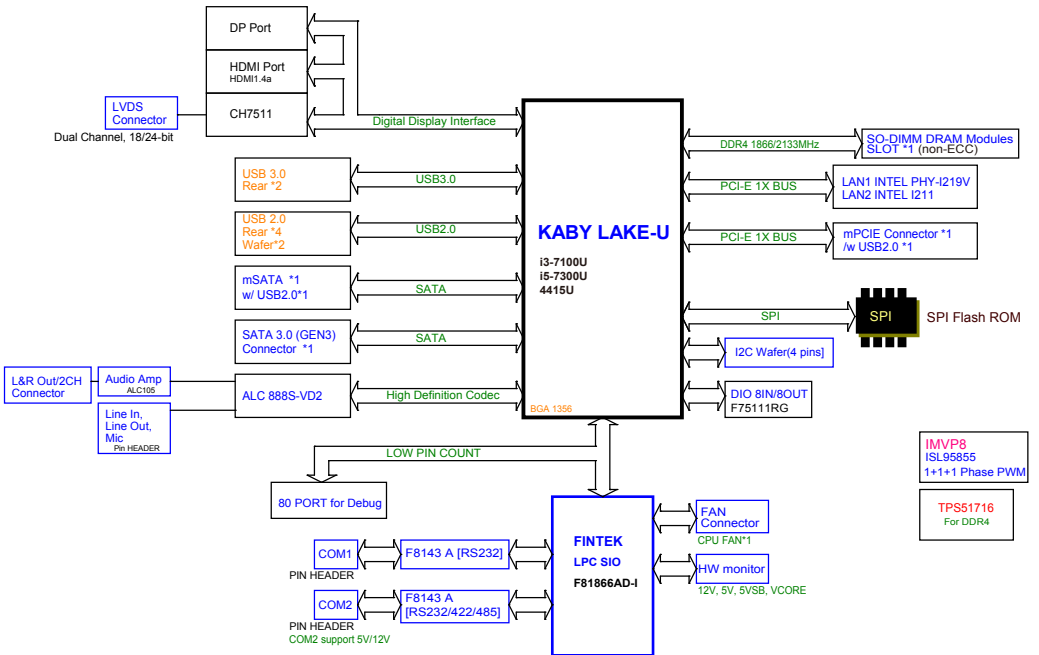 DP Port
HDMI Port
HDMI1.4a
CH7511
LVDS
Connector
Dual Channel, 18/24-bit
Digital Display Interface
USB 3.0
Rear *2
USB3.0
USB 2.0
Rear *4
Wafer*2
USB2.0
mSATA *1
w/ USB2.0*1
SATA
SATA 3.0 (GEN3)
Connector *1
SATA
L&R Out/2CH
Connector
Audio Amp
ALC105
Line In,
Line Out,
Mic
Pin HEADER
ALC 888S-VD2
High Definition Codec
KABY LAKE-U
i3-7100U
i5-7300U
4415U
BGA 1356
DDR4 1866/2133MHz
SO-DIMM DRAM Modules
SLOT *1 (non-ECC)
PCI-E 1X BUS
LAN1 INTEL PHY-I219V
LAN2 INTEL I211
PCI-E 1X BUS
mPCIE Connector *1
/w USB2.0 *1
SPI
SPI
SPI Flash ROM
I2C Wafer(4 pins]
DIO 8IN/8OUT
F75111RG
IMVP8
ISL95855
1+1+1 Phase PWM
TPS51716
For DDR4
LOW PIN COUNT
80 PORT for Debug
FINTEK
LPC SIO
F81866AD-I
FAN
Connector
CPU FAN*1
HW monitor
12V, 5V, 5VSB, VCORE
COM1
PIN HEADER
F8143 A [RS232]
COM2
PIN HEADER
COM2 support 5V/12V
F8143 A
[RS232/422/485]